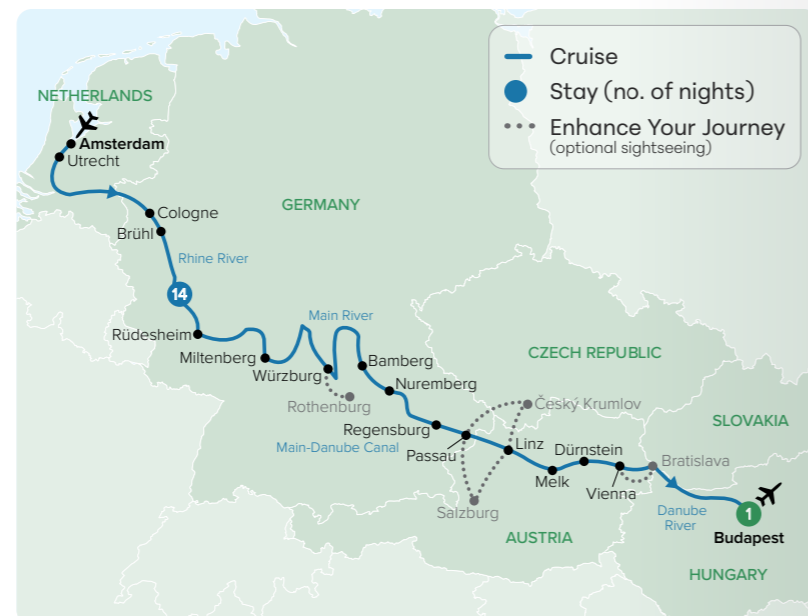 Cruise
Stay (no. of nights)
Enhance Your Journey
(optional sightseeing)
NETHERLANDS
Amsterdam
Utrecht
Cologne
Brühl
GERMANY
Rhine River
14
Main River
Rüdesheim
Miltenberg
Würzburg
Bamberg
Nuremberg
Rothenburg
CZECH REPUBLIC
Český Krumlov
Regensburg
Main-Danube Canal
Passau
Linz
Dürnstein
SLOVAKIA
Bratislava
Melk
Vienna
Salzburg
Danube
River
1
Budapest
AUSTRIA
HUNGARY